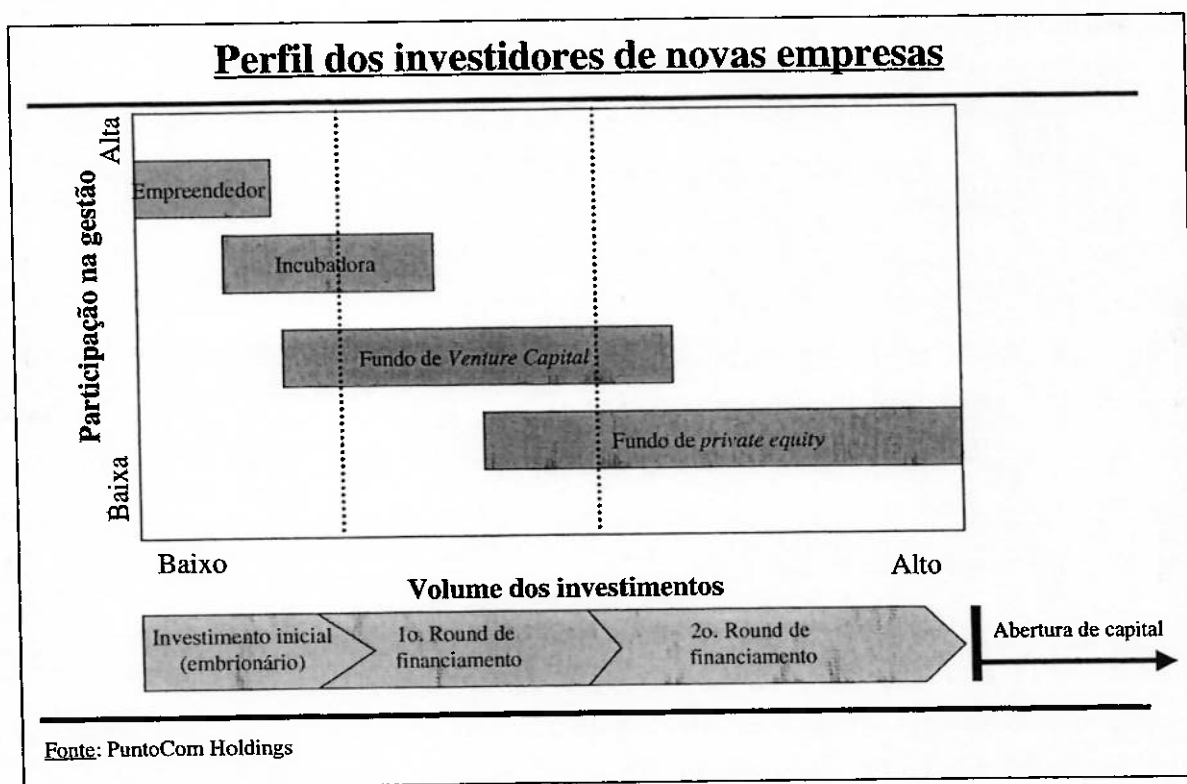 Perfil dos investidores de novas empresas
Participação na gestão
Alta
Baixa
Empreendedor
Incubadora
Fundo de Venture Capital
Fundo de private equity
Baixo
Alto
Volume dos investimentos
Investimento inicial
(embrionário)
1o. Round de
financiamento
2o. Round de
financiamento
Abertura de capital
Fonte: PuntoCom Holdings